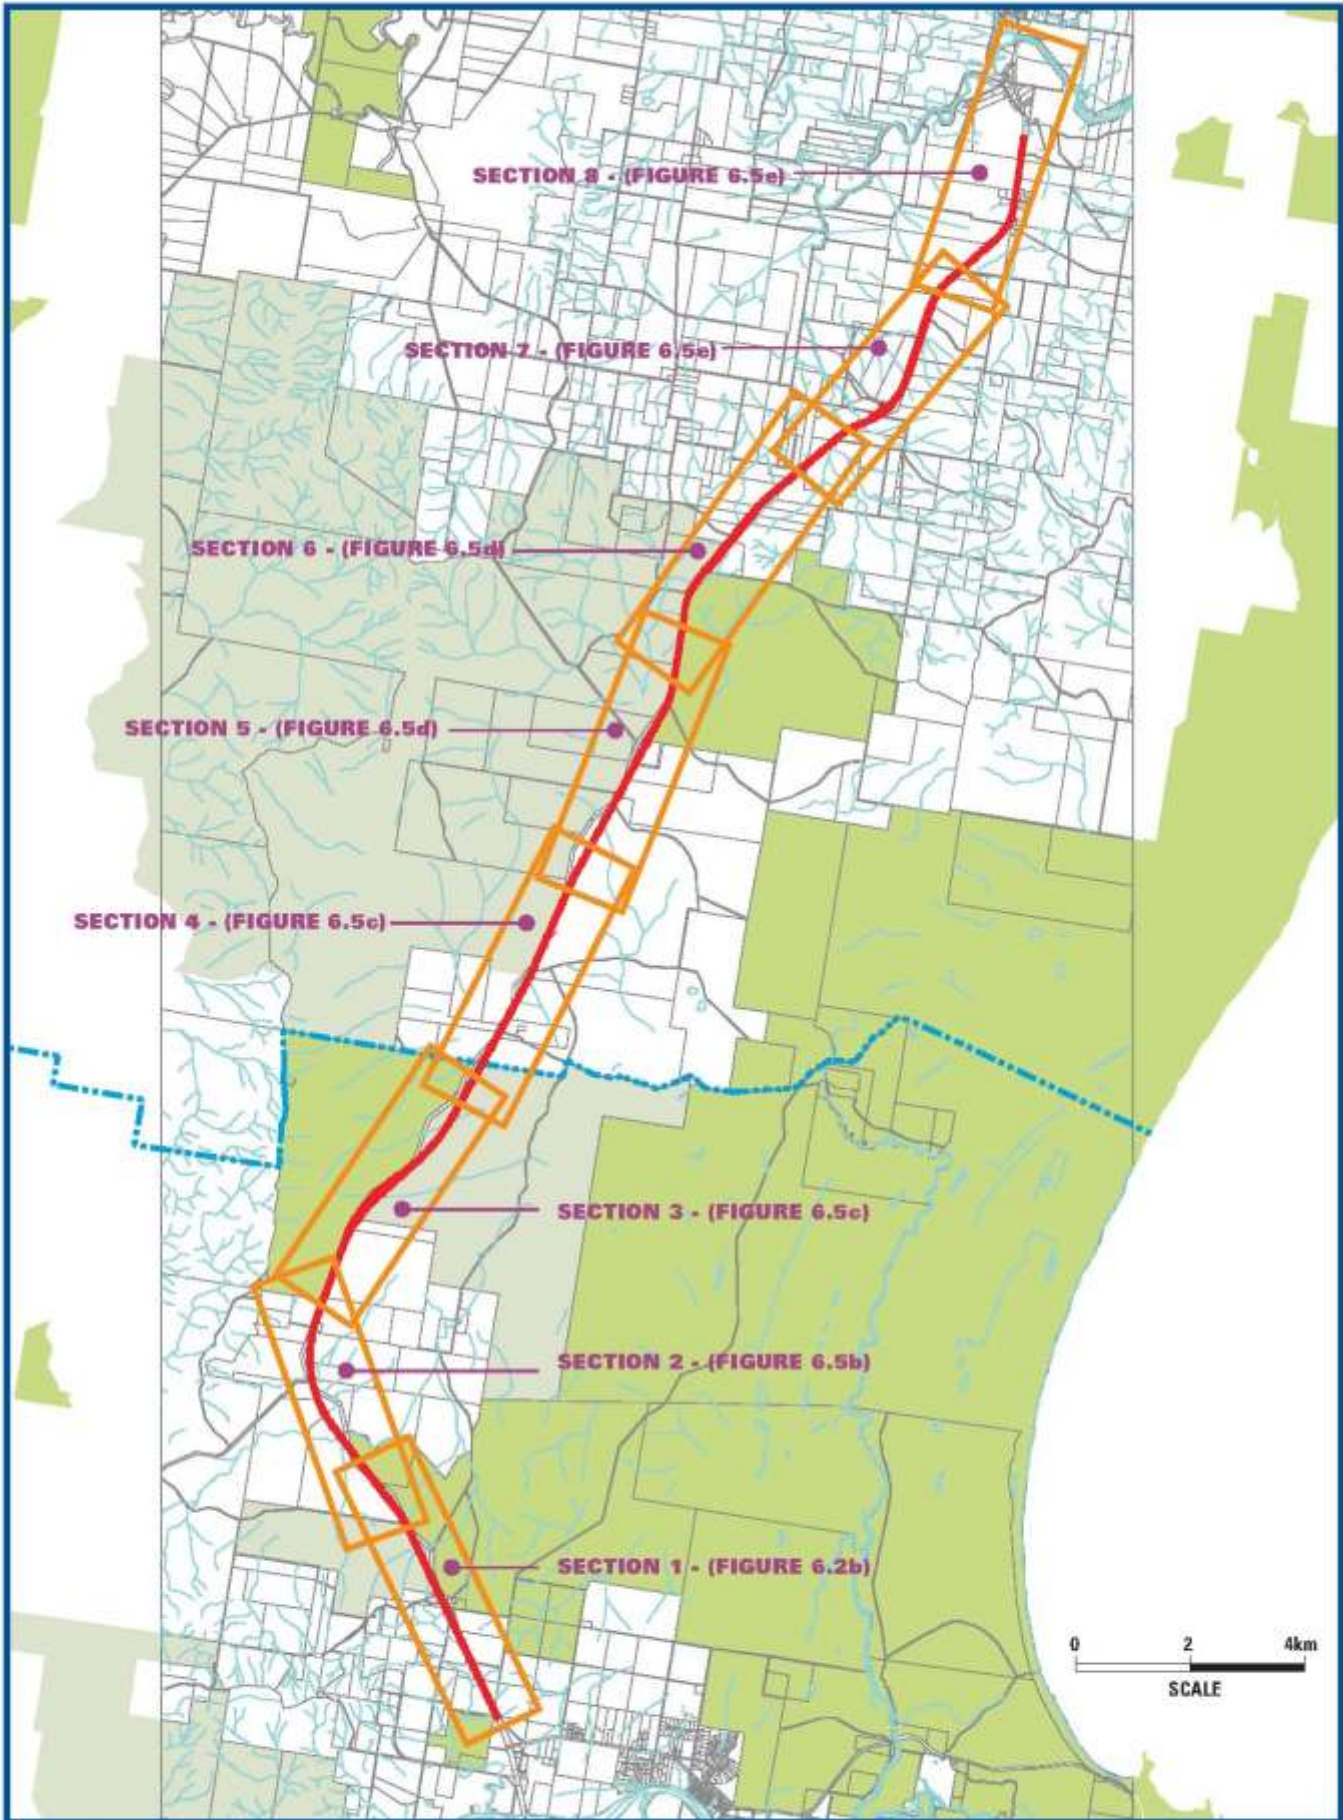 SECTION 8 - (FIGURE 6.5e)
SECTION 7 - (FIGURE 6.5e)
SECTION 6 - (FIGURE 6.5d)
SECTION 5 - (FIGURE 6.5d)
SECTION 4 - (FIGURE 6.5c)
SECTION 3 - (FIGURE 6.5c)
SECTION 2 - (FIGURE 6.5b)
SECTION 1 - (FIGURE 6.2b)
0 2 4km
SCALE